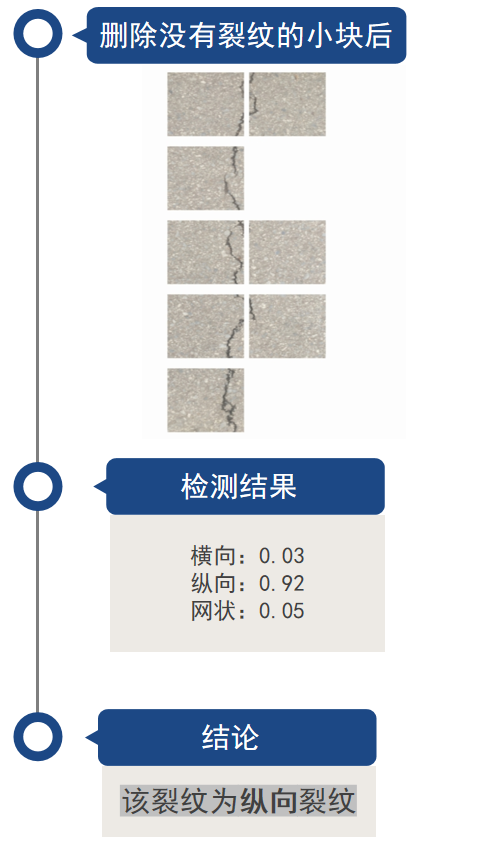 删除没有裂纹的小块后
检测结果
横向：0.03
纵向：0.92
网状：0.05
结论
该裂纹为纵向裂纹